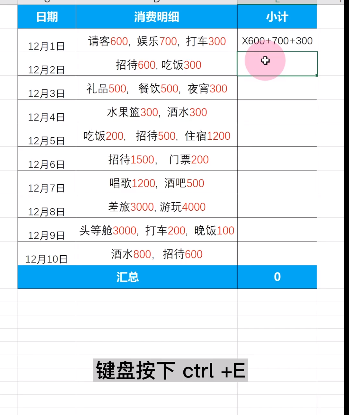 日期 消费明细 小计
12月1日 请客600, 娱乐700, 打车300 X600+700+300
12月2日 招待600, 吃饭300
12月3日 礼品500, 餐饮500, 夜宵300
12月4日 水果篮300, 酒水300
12月5日 吃饭200, 招待500, 住宿1200
12月6日 招待1500, 门票200
12月7日 唱歌1200, 酒吧500
12月8日 差旅3000, 游玩4000
12月9日 头等舱3000, 打车200, 晚饭100
12月10日 酒水800, 招待600
汇总 0
键盘按下 ctrl +E